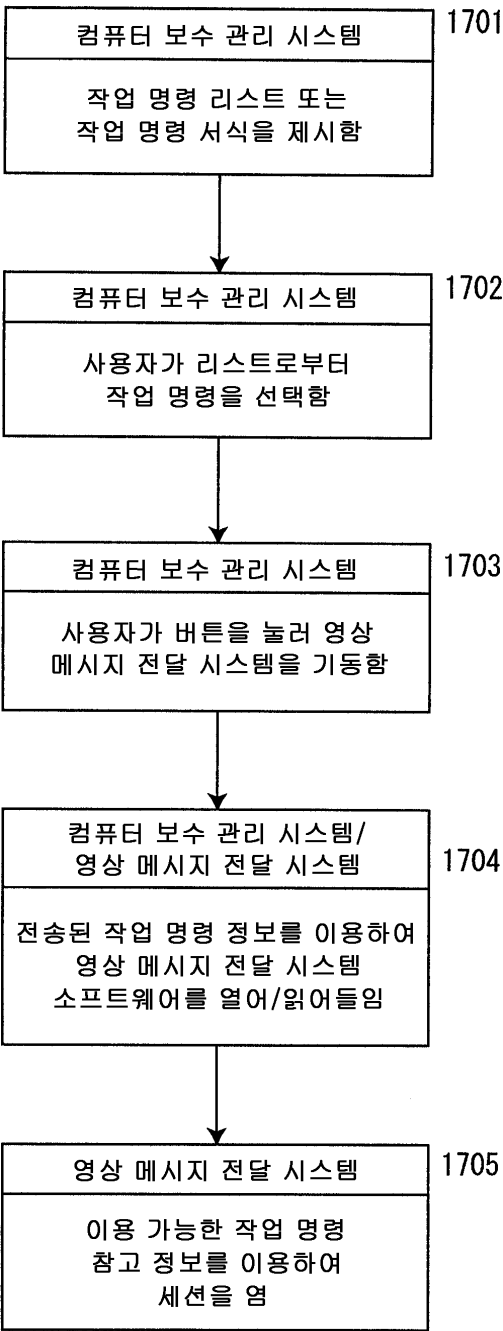 컴퓨터 보수 관리 시스템
1701
작업 명령 리스트 또는
작업 명령 서식을 제시함
컴퓨터 보수 관리 시스템
1702
사용자가 리스트로부터
작업 명령을 선택함
컴퓨터 보수 관리 시스템
1703
사용자가 버튼을 눌러 영상
메시지 전달 시스템을 기동함
컴퓨터 보수 관리 시스템/
영상 메시지 전달 시스템
1704
전송된 작업 명령 정보를 이용하여
영상 메시지 전달 시스템
소프트웨어를 열어/읽어들임
영상 메시지 전달 시스템
1705
이용 가능한 작업 명령
참고 정보를 이용하여
세션을 염